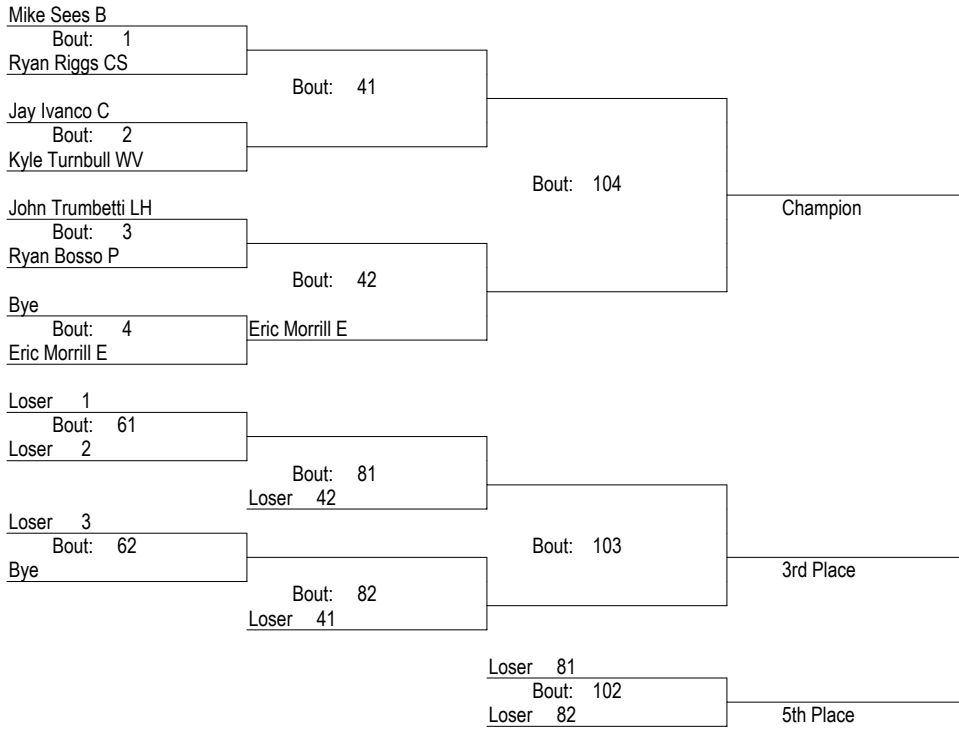 Mike Sees B
Bout: 1
Ryan Riggs CS
Bout: 41
Jay Ivanco C
Bout: 2
Kyle Turnbull WV
Bout: 104
Champion
John Trumbetti LH
Bout: 3
Ryan Bosso P
Bout: 42
Bye
Bout: 4
Eric Morrill E
Eric Morrill E
Loser 1
Bout: 61
Loser 2
Bout: 81
Loser 42
Loser 3
Bout: 62
Bye
Bout: 103
3rd Place
Bout: 82
Loser 41
Loser 81
Bout: 102
Loser 82
5th Place